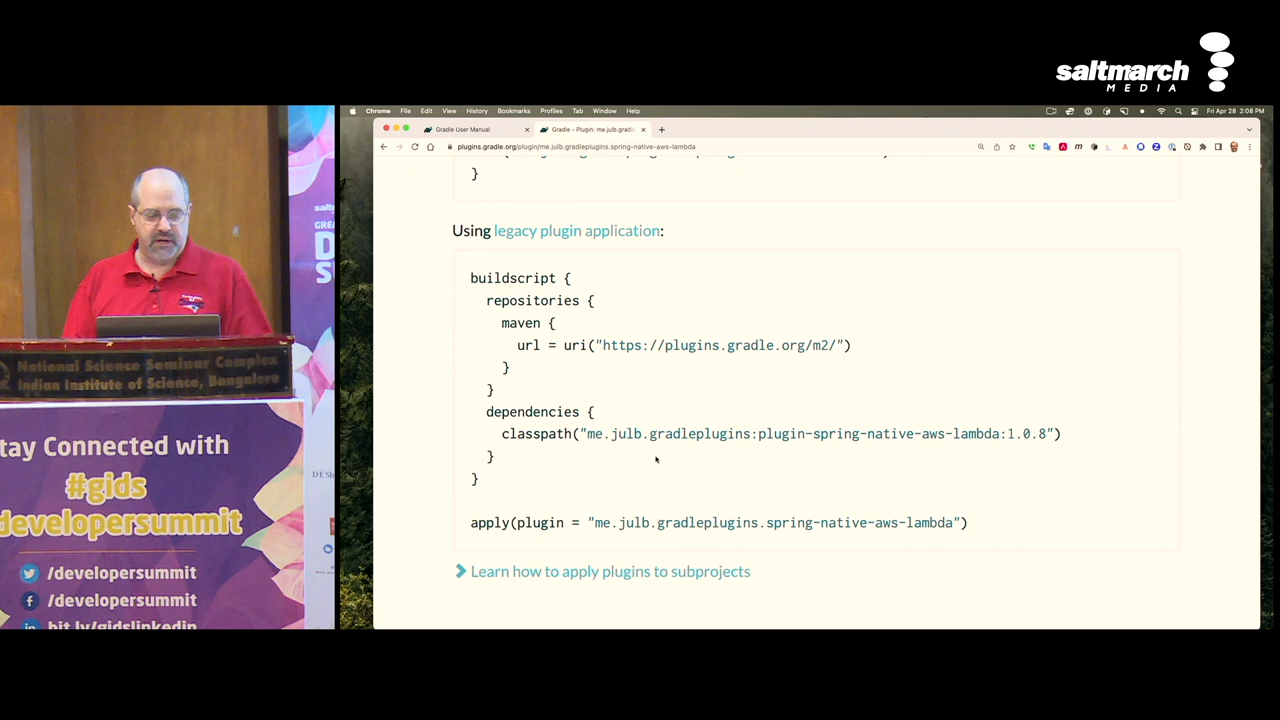 saltmarch
MEDIA
Chrome File Edit View History Bookmarks Profiles Tab Window Help
Fri Apr 28 2:08 PM
Gradle User Manual
Gradle - Plugin: me.julb.gradl
plugins.gradle.org/plugin/me.julb.gradleplugins.spring-native-aws-lambda
}
Using legacy plugin application:
buildscript {
repositories {
maven {
url = uri("https://plugins.gradle.org/m2/")
}
}
dependencies {
classpath("me.julb.gradleplugins:plugin-spring-native-aws-lambda:1.0.8")
}
}
apply(plugin = "me.julb.gradleplugins.spring-native-aws-lambda")
Learn how to apply plugins to subprojects
National Science Seminar Complex
Indian Institute of Science, Bangalore
tay Connected with
#gids
developersummit
/developersummit
/developersummit
bit.ly/gidslinkedin